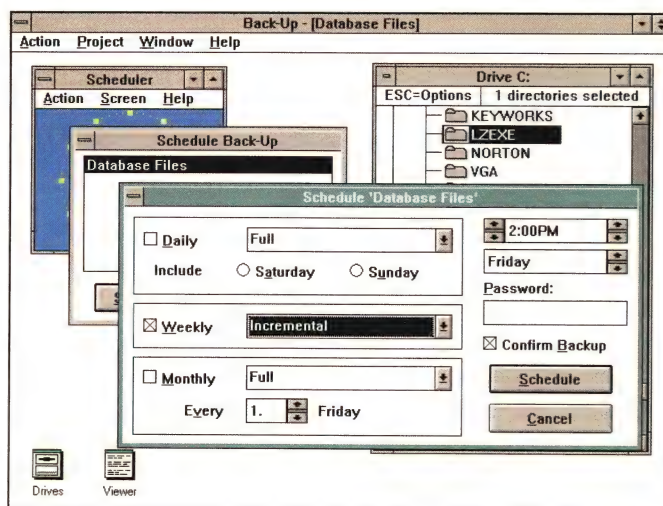 Back-Up - [Database Files]
Action Project Window Help
Scheduler
Action Screen Help
Drive C:
ESC=Options 1 directories selected
KEYWORKS
LZEXE
NORTON
VGA
Schedule Back-Up
Database Files
Schedule 'Database Files'
Daily Full
Include Saturday Sunday
Weekly Incremental
Monthly Full
Every 1. Friday
2:00PM
Friday
Password:
Confirm Backup
Schedule
Cancel
Drives
Viewer